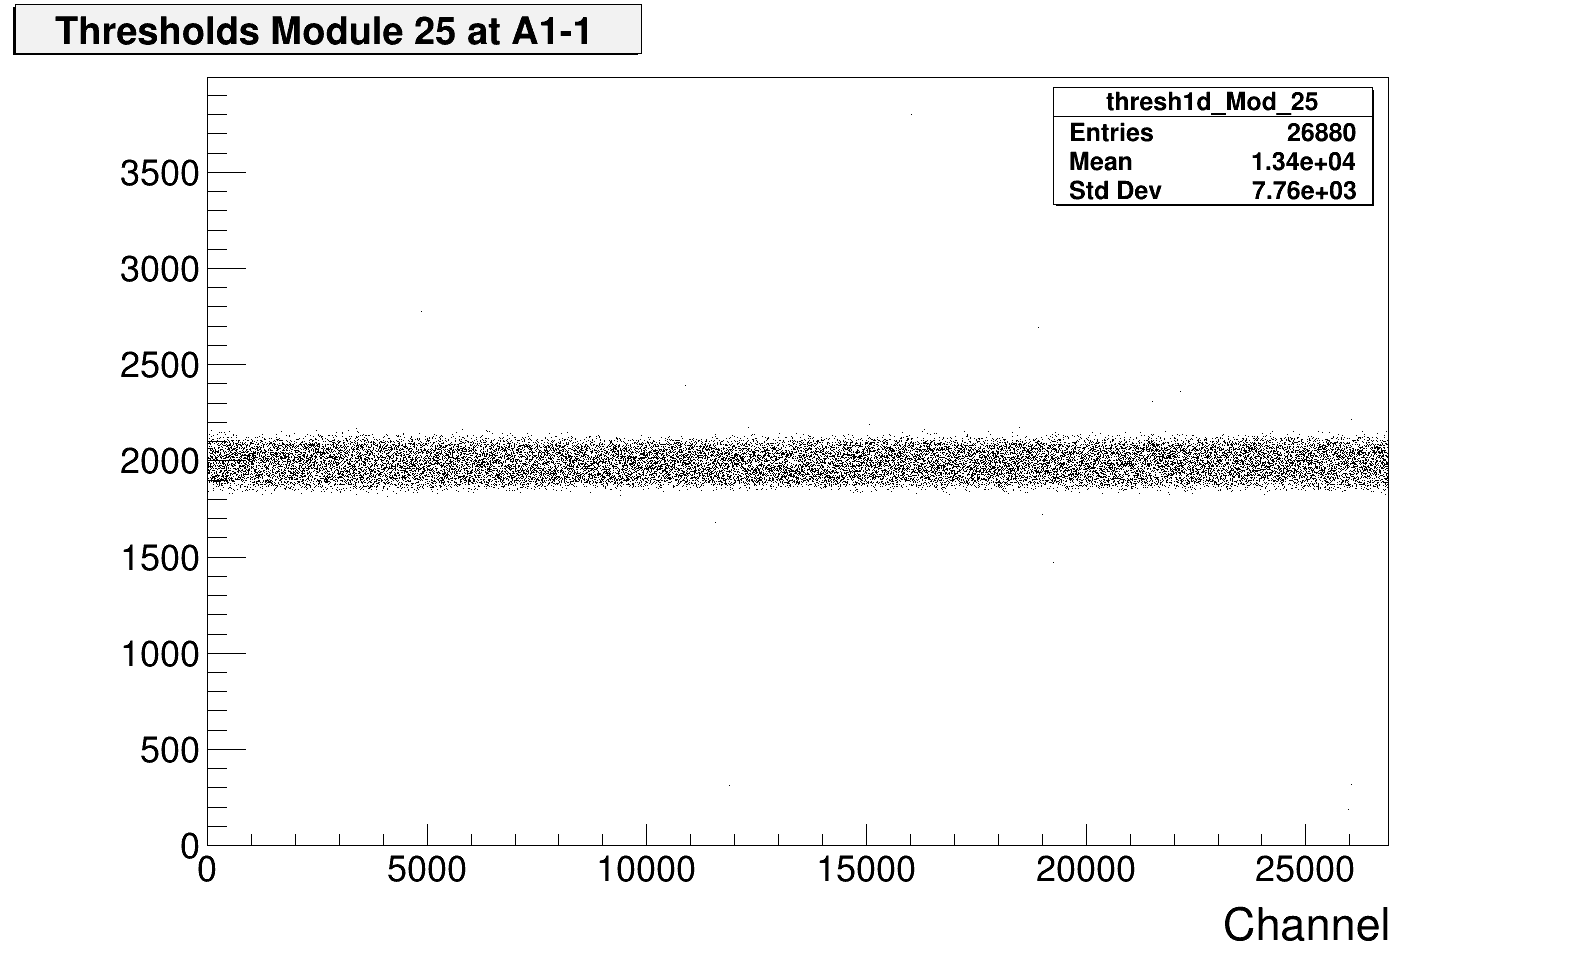 Thresholds Module 25 at A1-1
thresh1d_Mod_25
Entries 26880
Mean 1.34e+04
Std Dev 7.76e+03
3500
3000
2500
2000
1500
1000
500
0
0 5000 10000 15000 20000 25000
Channel